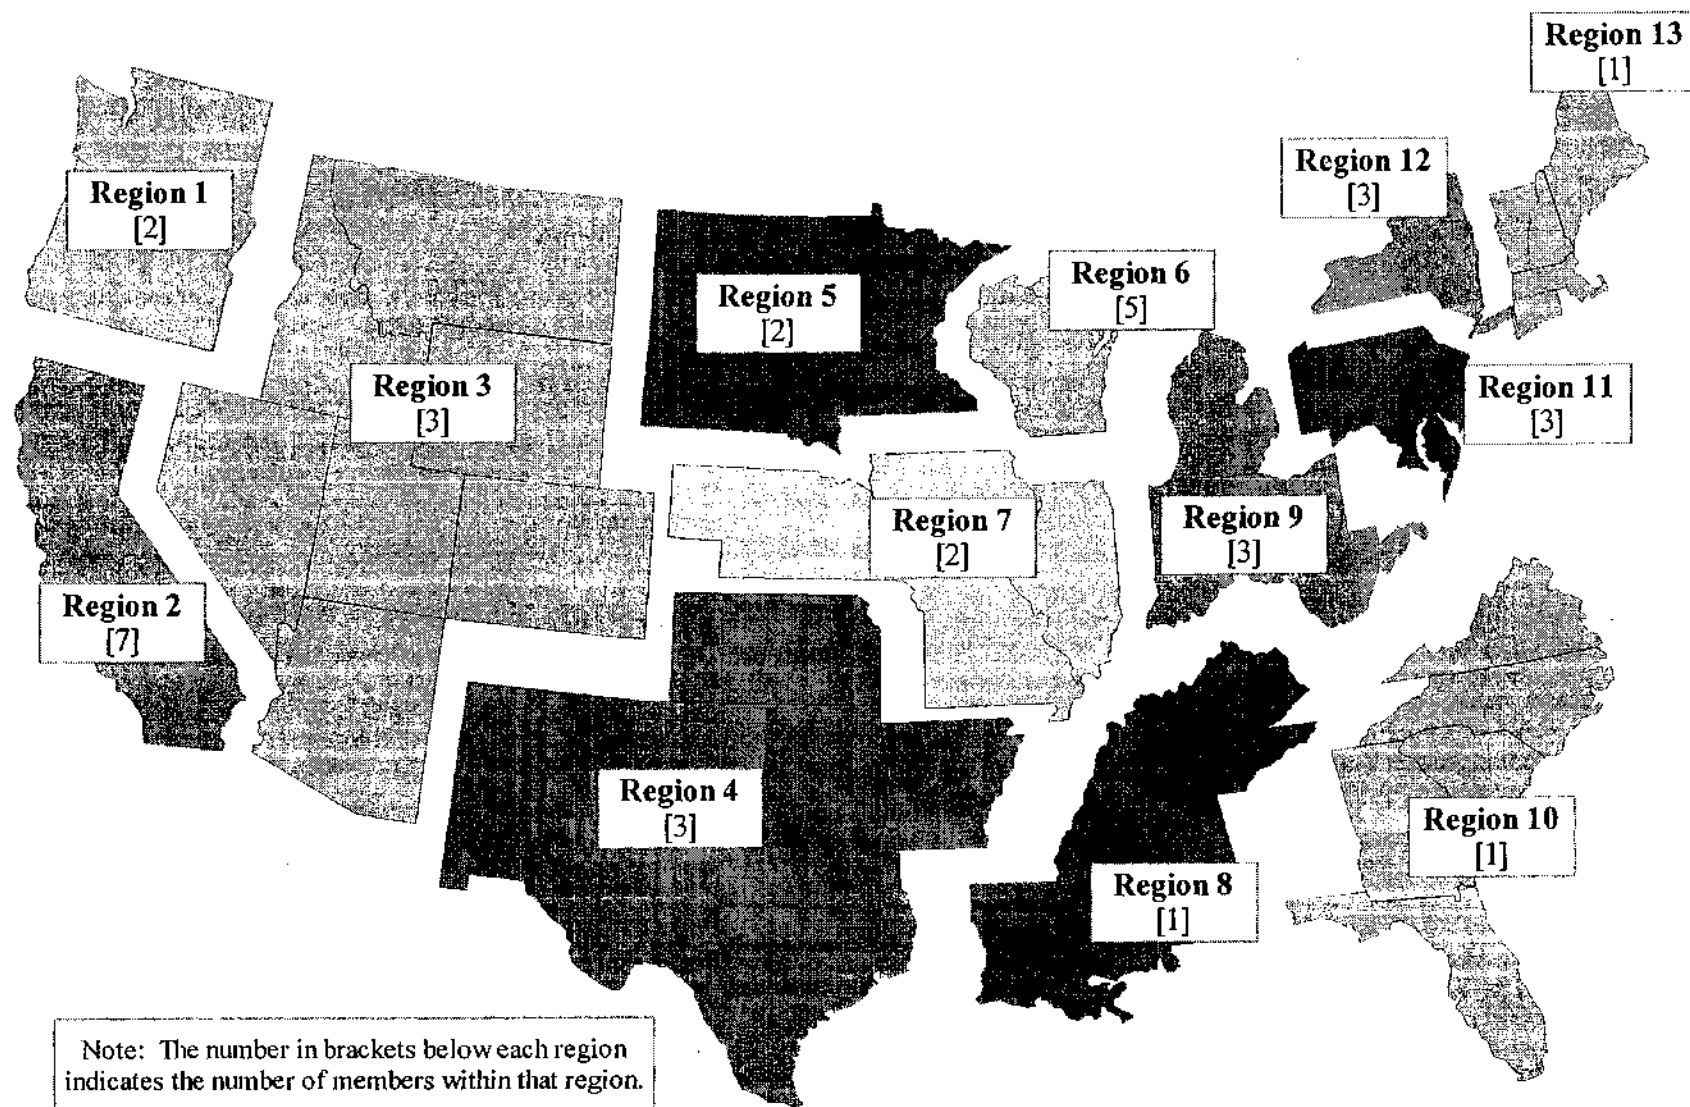 Region 13
[1]
Region 12
[3]
Region 1
[2]
Region 6
[5]
Region 5
[2]
Region 3
[3]
Region 11
[3]
Region 7
[2]
Region 9
[3]
Region 2
[7]
Region 4
[3]
Region 10
[1]
Region 8
[1]
Note: The number in brackets below each region
indicates the number of members within that region.